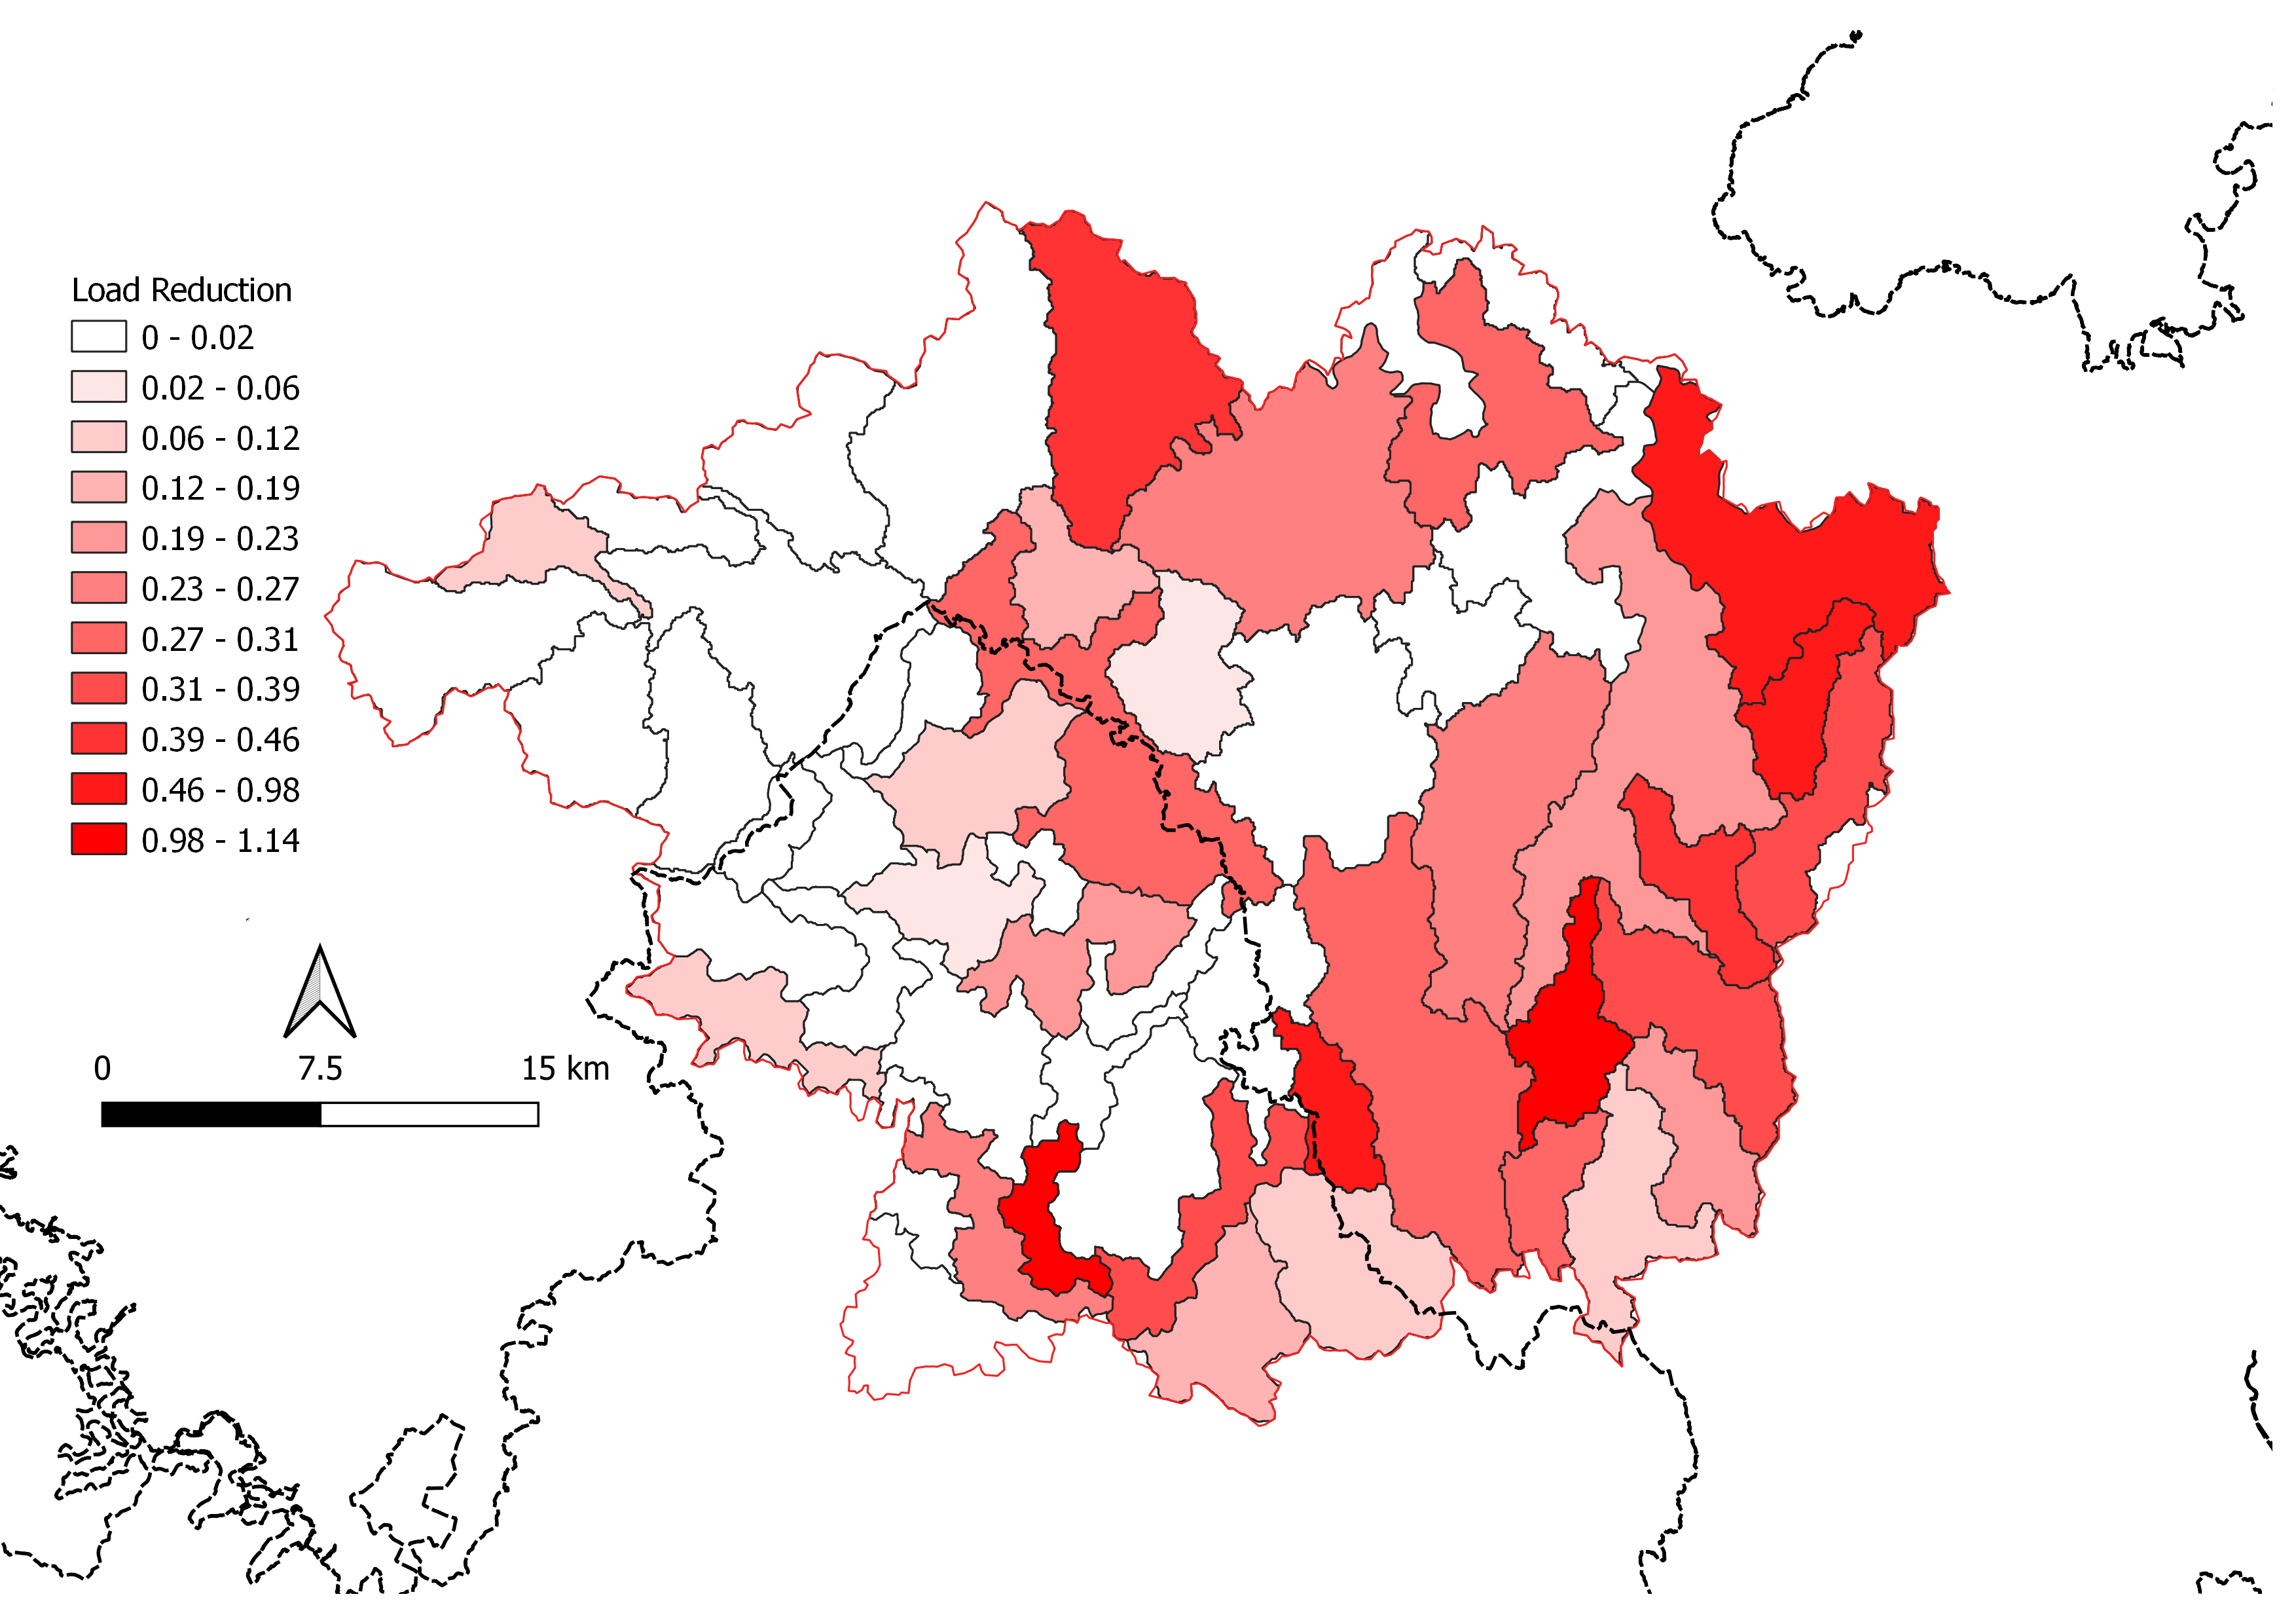 Load Reduction
0 - 0.02
0.02 - 0.06
0.06 - 0.12
0.12 - 0.19
0.19 - 0.23
0.23 - 0.27
0.27 - 0.31
0.31 - 0.39
0.39 - 0.46
0.46 - 0.98
0.98 - 1.14
0 7.5 15 km